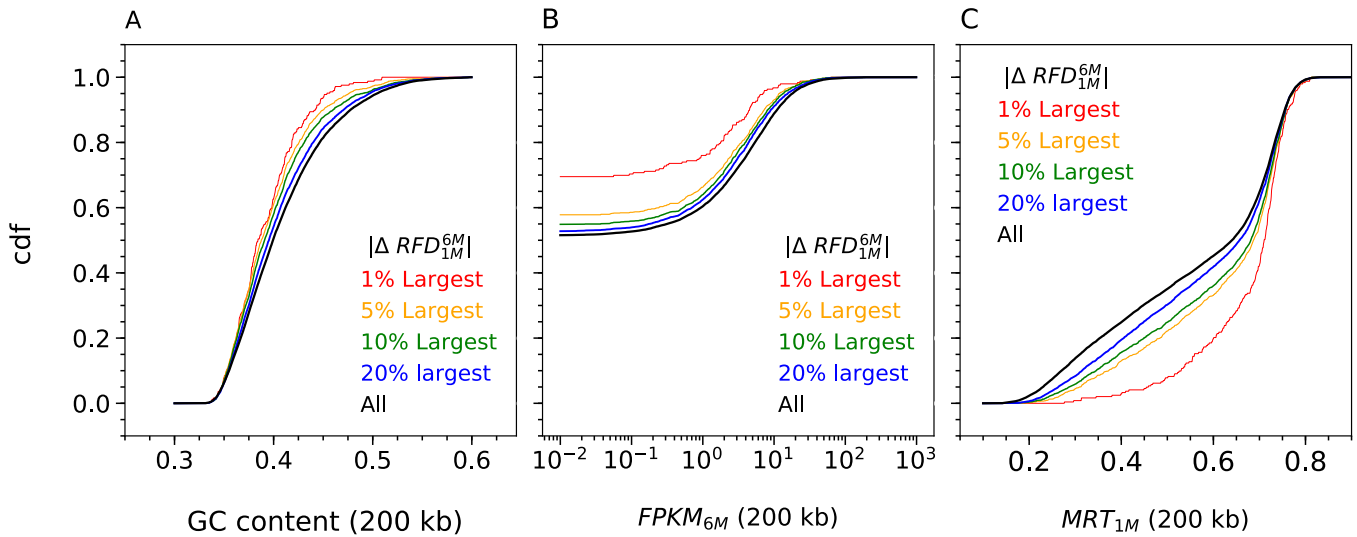 A
B
C
cdf
1.0
0.8
0.6
0.4
0.2
0.0
|Δ RFD_{1M}^{6M}|
1% Largest
5% Largest
10% Largest
20% largest
All
0.3 0.4 0.5 0.6
GC content (200 kb)
|Δ RFD_{1M}^{6M}|
1% Largest
5% Largest
10% Largest
20% largest
All
10^{−2} 10^{−1} 10^{0} 10^{1} 10^{2} 10^{3}
FPKM_{6M} (200 kb)
|Δ RFD_{1M}^{6M}|
1% Largest
5% Largest
10% Largest
20% largest
All
0.2 0.4 0.6 0.8
MRT_{1M} (200 kb)